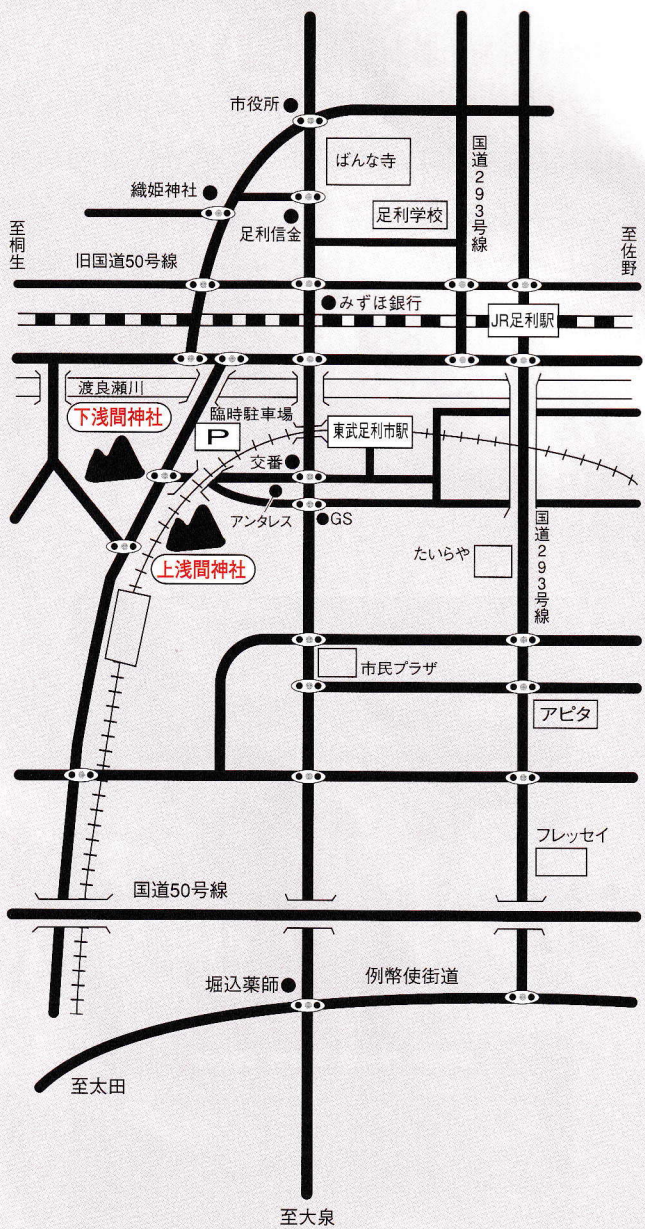 市役所
ばんな寺
国道293号線
織姫神社
足利学校
足利信金
至桐生
至佐野
旧国道50号線
みずほ銀行
JR足利駅
渡良瀬川
下浅間神社
臨時駐車場
P
東武足利市駅
交番
アンタレス
GS
国道293号線
たいらや
上浅間神社
市民プラザ
アピタ
フレッセイ
国道50号線
堀込薬師
例幣使街道
至太田
至大泉